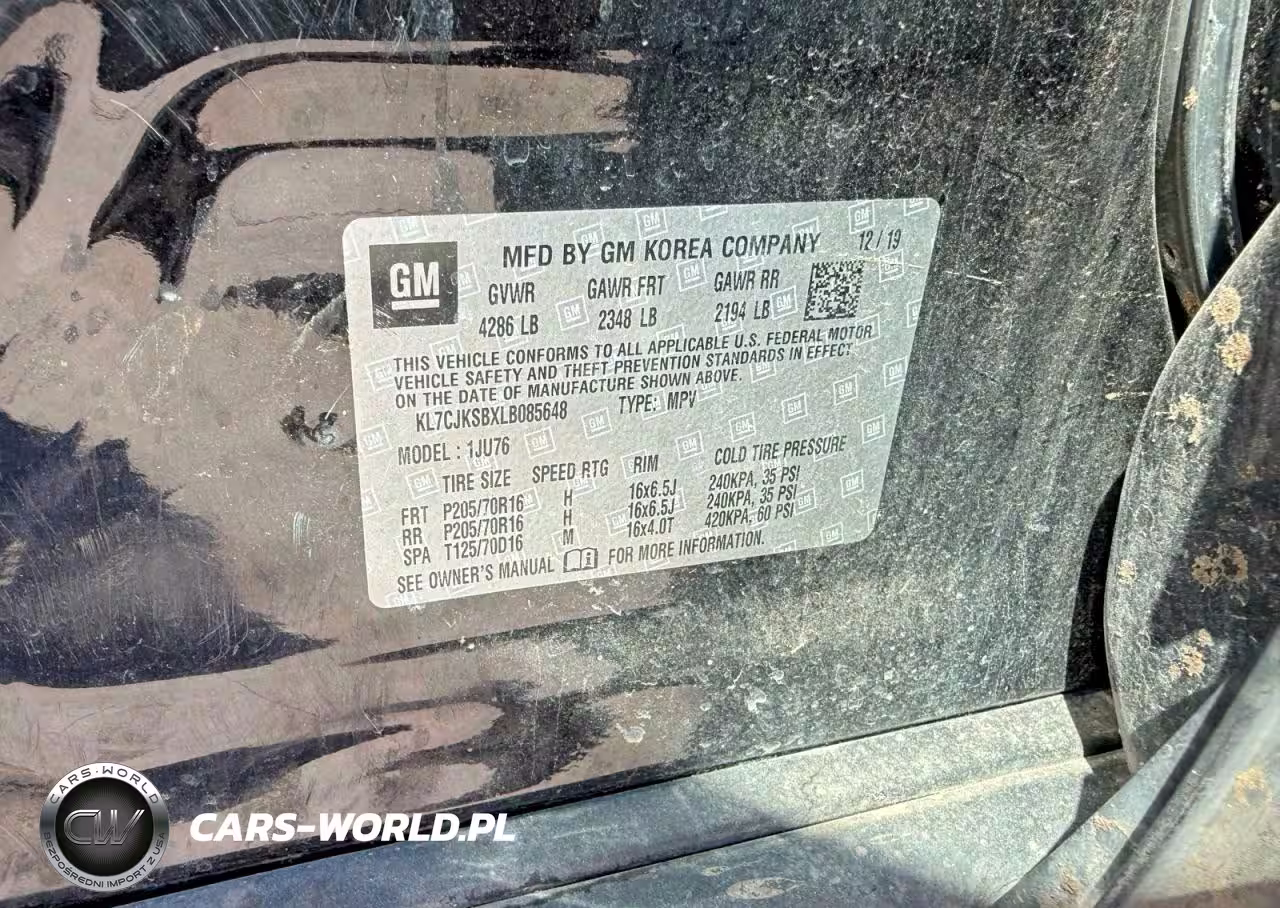 GM
MFD BY GM KOREA COMPANY 12 / 19
GVWR GAWR FRT GAWR RR
4286 LB 2348 LB 2194 LB
THIS VEHICLE CONFORMS TO ALL APPLICABLE U.S. FEDERAL MOTOR
VEHICLE SAFETY AND THEFT PREVENTION STANDARDS IN EFFECT
ON THE DATE OF MANUFACTURE SHOWN ABOVE.
KL7CJKSBXLB085648 TYPE: MPV
MODEL : 1JU76
TIRE SIZE SPEED RTG RIM COLD TIRE PRESSURE
FRT P205/70R16 H 16x6.5J 240KPA, 35 PSI
RR P205/70R16 H 16x6.5J 240KPA, 35 PSI
SPA T125/70D16 M 16x4.0T 420KPA, 60 PSI
SEE OWNER'S MANUAL FOR MORE INFORMATION.
CARS-WORLD
CW
BEZPOŚREDNI IMPORT Z USA
CARS-WORLD.PL